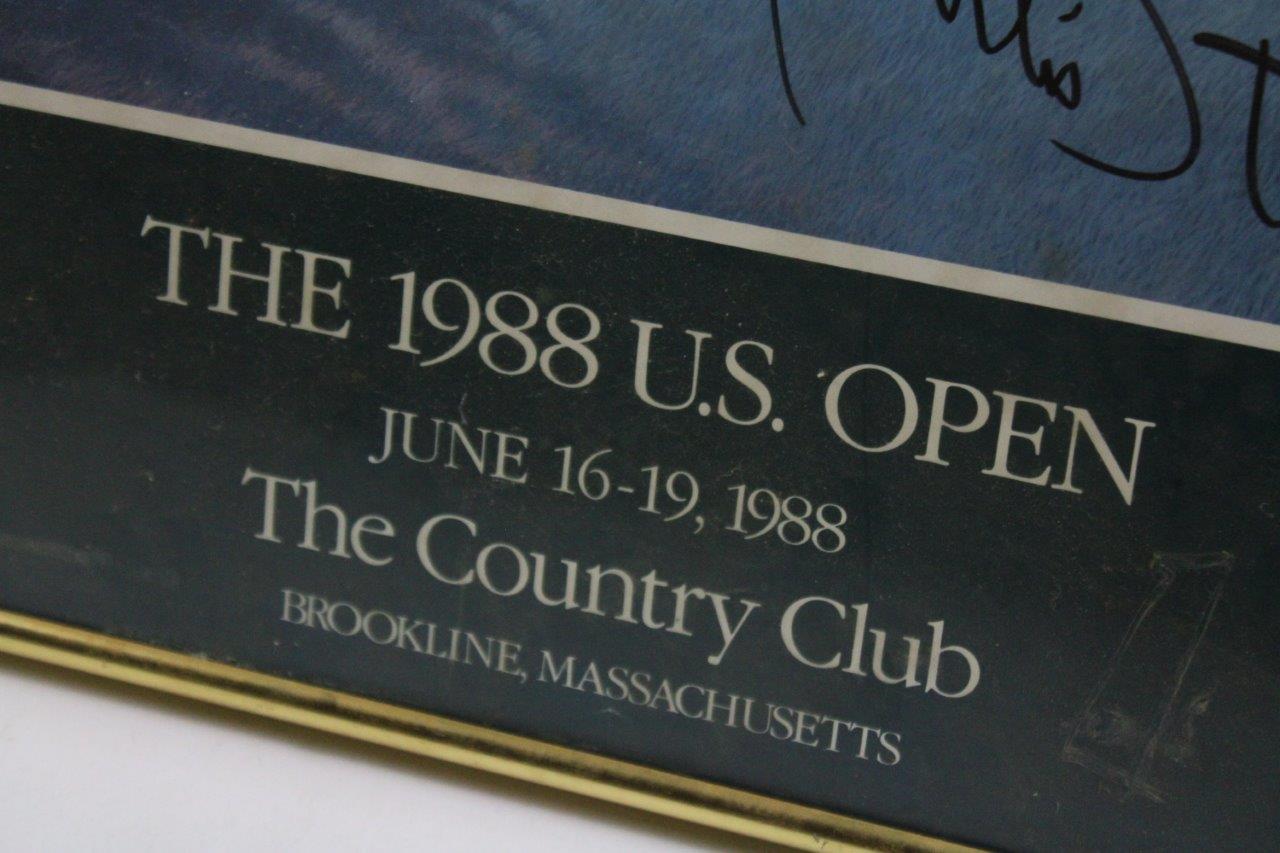 THE 1988 U.S. OPEN
JUNE 16-19, 1988
The Country Club
BROOKLINE, MASSACHUSETTS